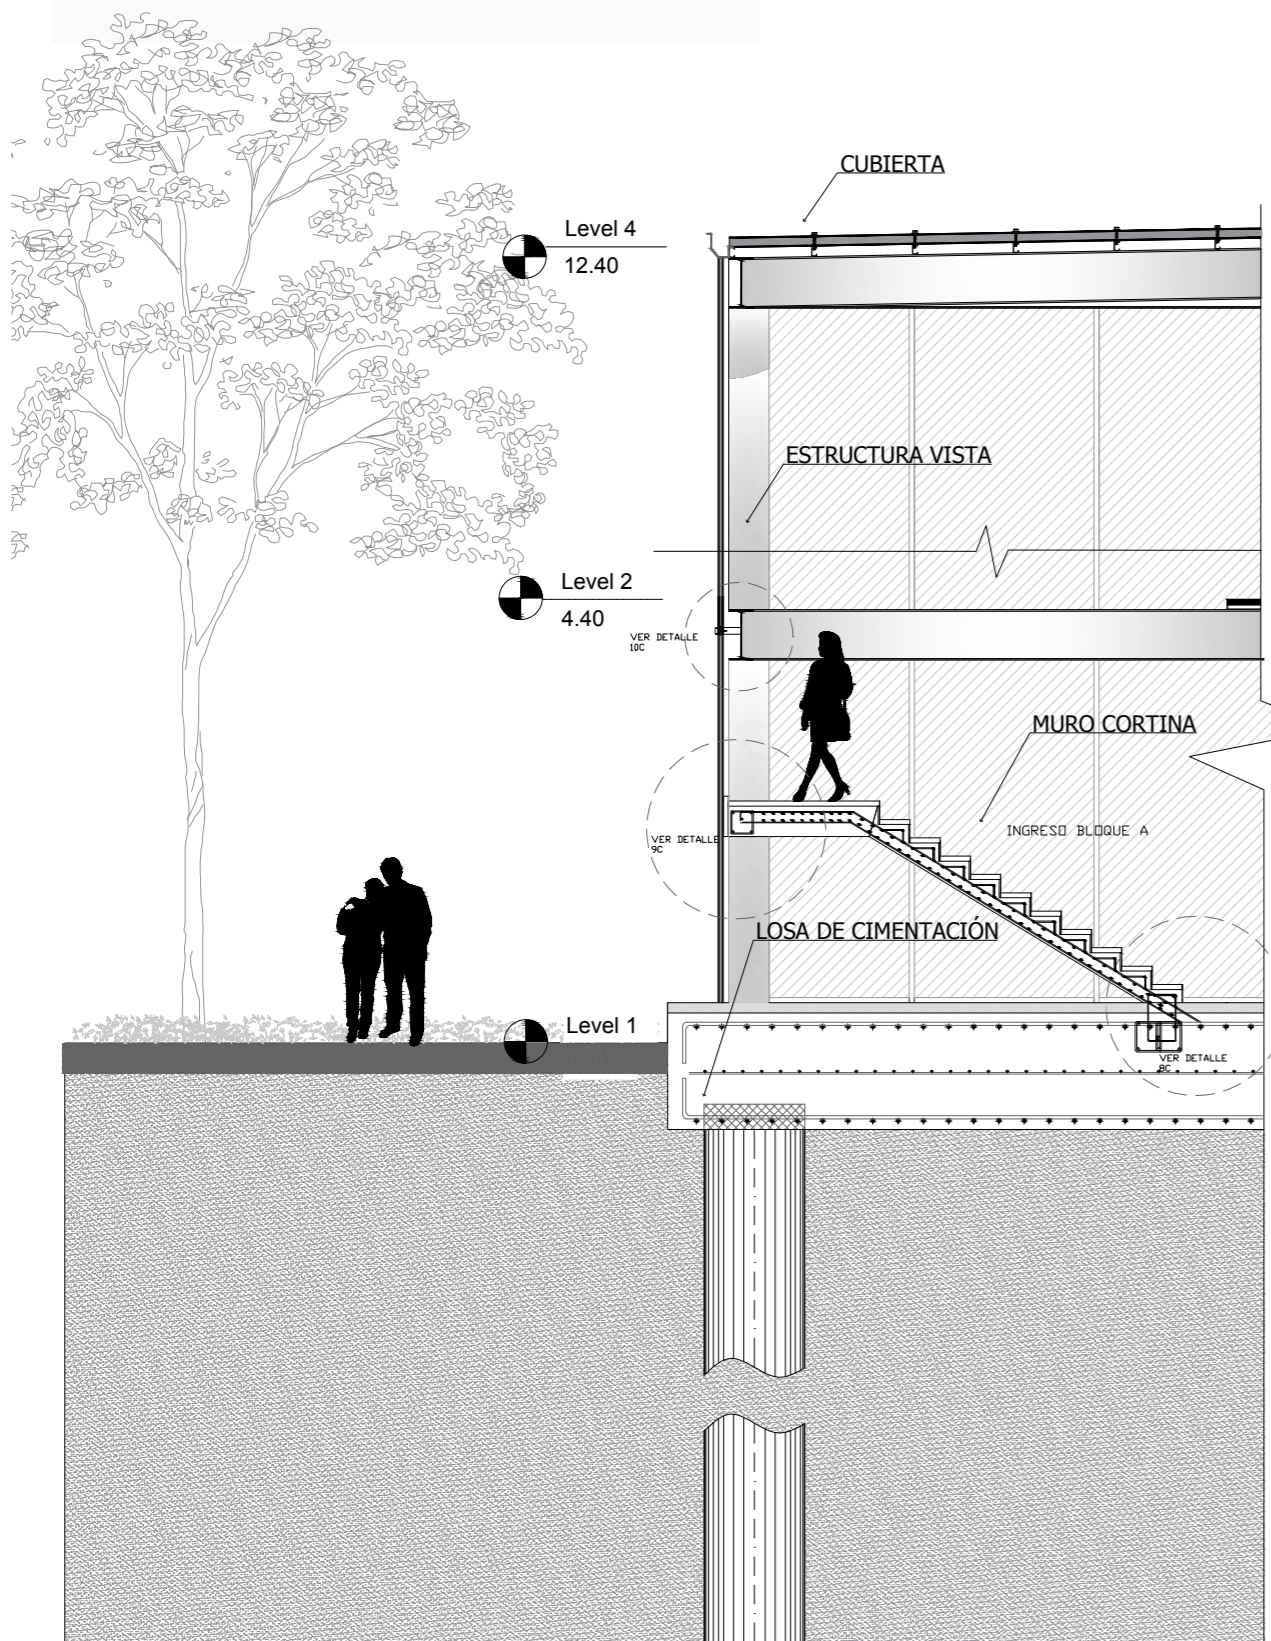 CUBIERTA
Level 4
12.40
ESTRUCTURA VISTA
Level 2
4.40
VER DETALLE
10C
MURO CORTINA
INGRESO BLOQUE A
VER DETALLE
9C
LOSA DE CIMENTACIÓN
Level 1
VER DETALLE
8C